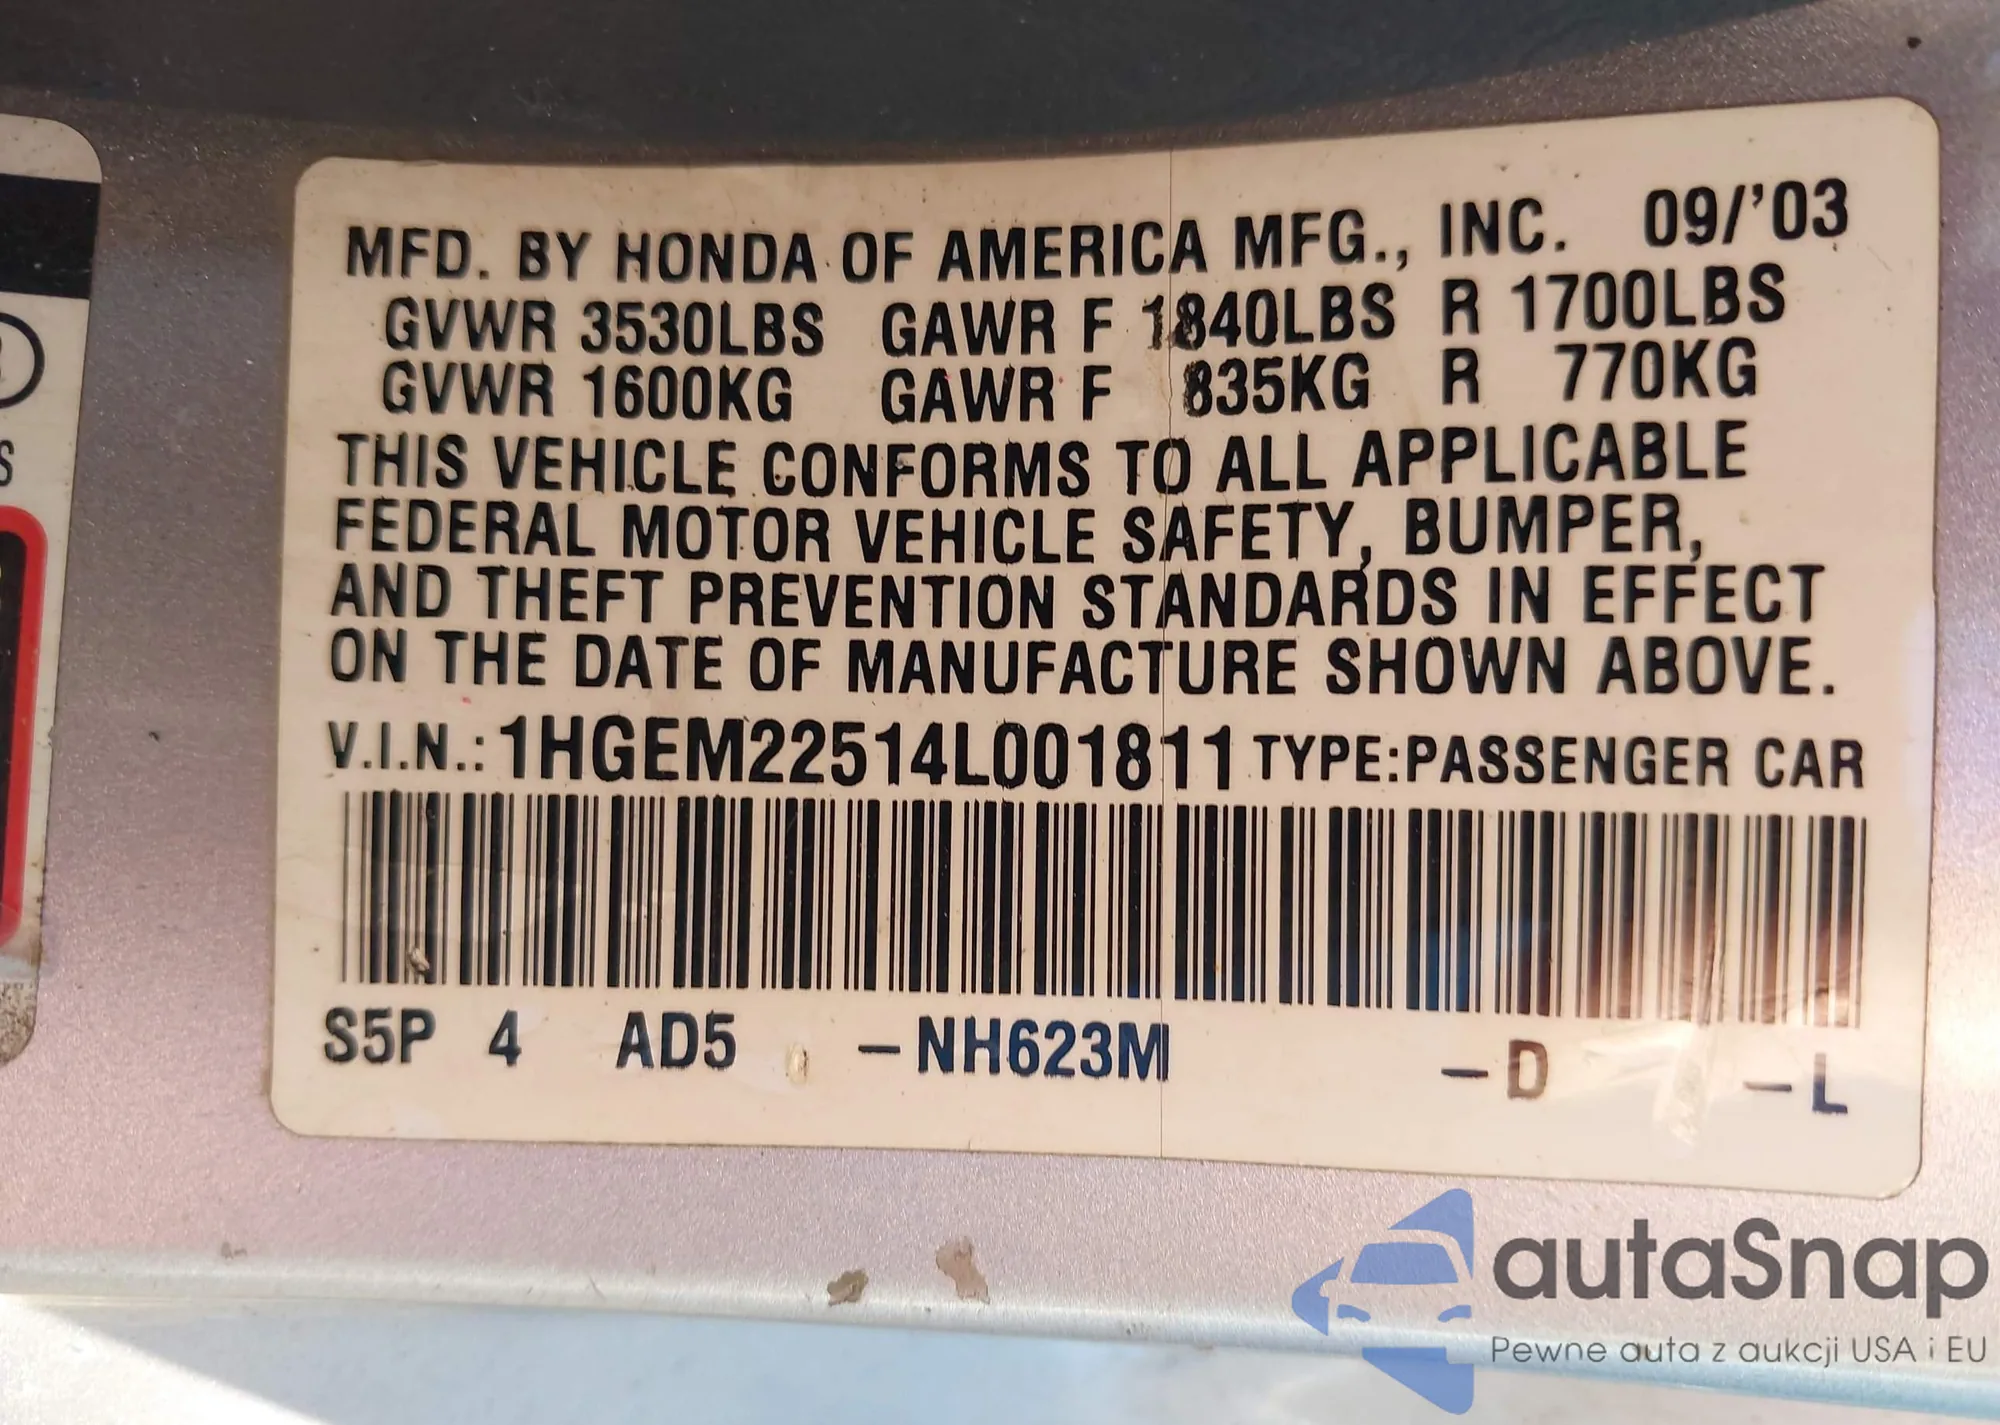 MFD. BY HONDA OF AMERICA MFG., INC. 09/'03
GVWR 3530LBS GAWR F 1840LBS R 1700LBS
GVWR 1600KG GAWR F 835KG R 770KG
THIS VEHICLE CONFORMS TO ALL APPLICABLE
FEDERAL MOTOR VEHICLE SAFETY, BUMPER,
AND THEFT PREVENTION STANDARDS IN EFFECT
ON THE DATE OF MANUFACTURE SHOWN ABOVE.
V.I.N.: 1HGEM22514L001811 TYPE:PASSENGER CAR
S5P 4 AD5 -NH623M -D -L
S
autaSnap
Pewne auta z aukcji USA i EU